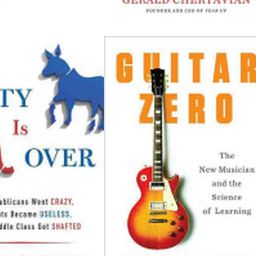 GERALD CHERTAVIAN
FOUNDER AND CEO OF YEAR UP
TY
Is
OVER
publicans Went CRAZY,
ts Became USELESS,
ddle Class Got SHAFTED
GUITAR
ZERO
The
New Musician
and the
Science
of Learning